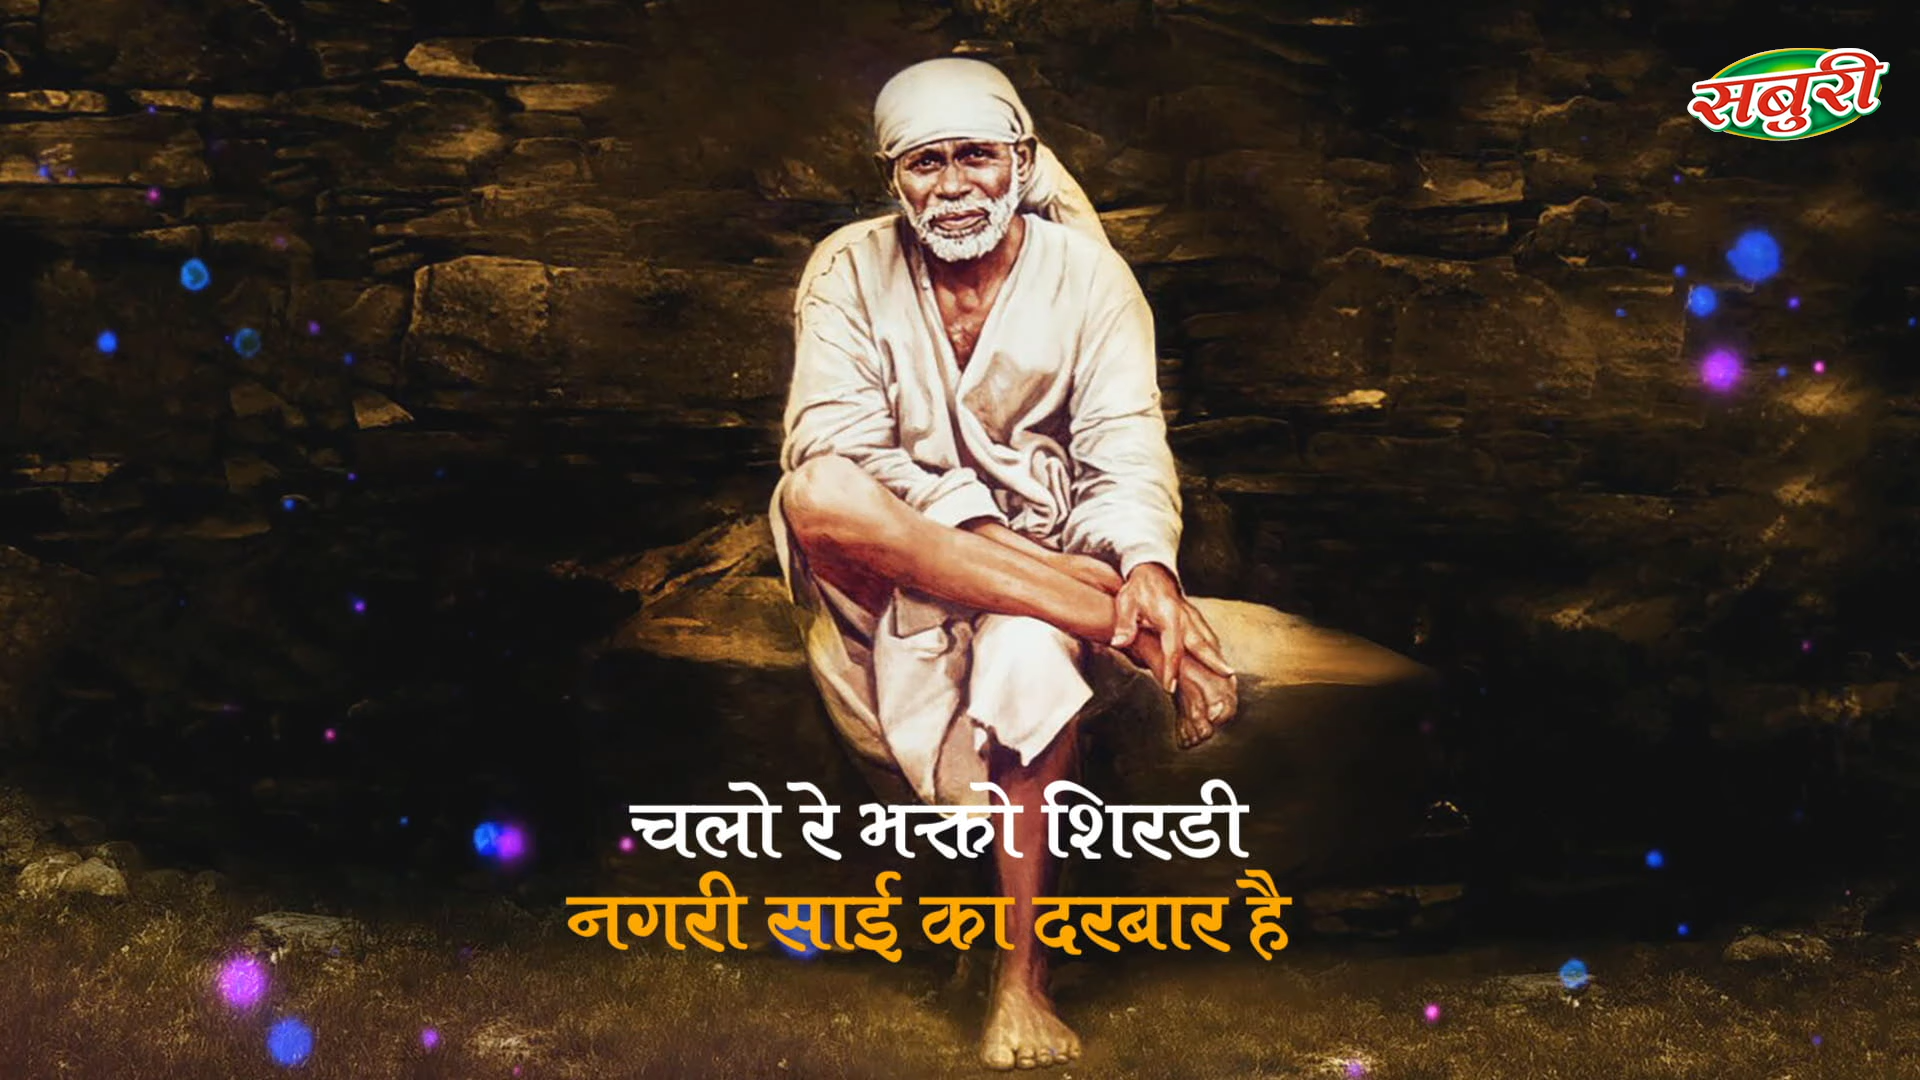 सबुरी
चलो रे भक्तो शिरडी
नगरी साई का दरबार है